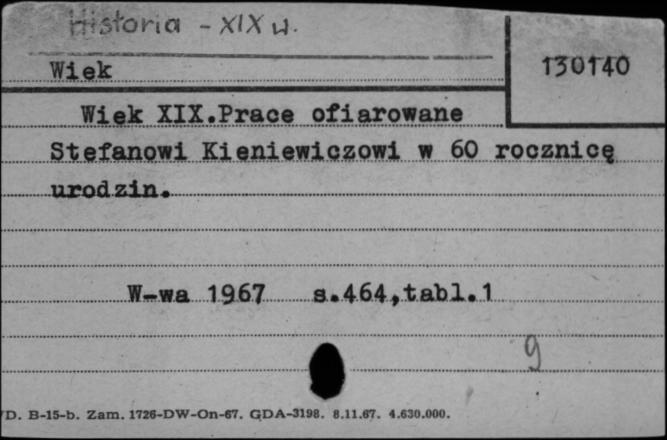 Historia - XIX w.
Wiek
130140
Wiek XIX.Prace ofiarowane
Stefanowi Kieniewiczowi w 60 rocznicę
urodzin.
W-wa 1967 s.464,tabl.1
9
D. B-15-b. Zam. 1726-DW-On-67. GDA-3198. 8.11.67. 4.630.000.